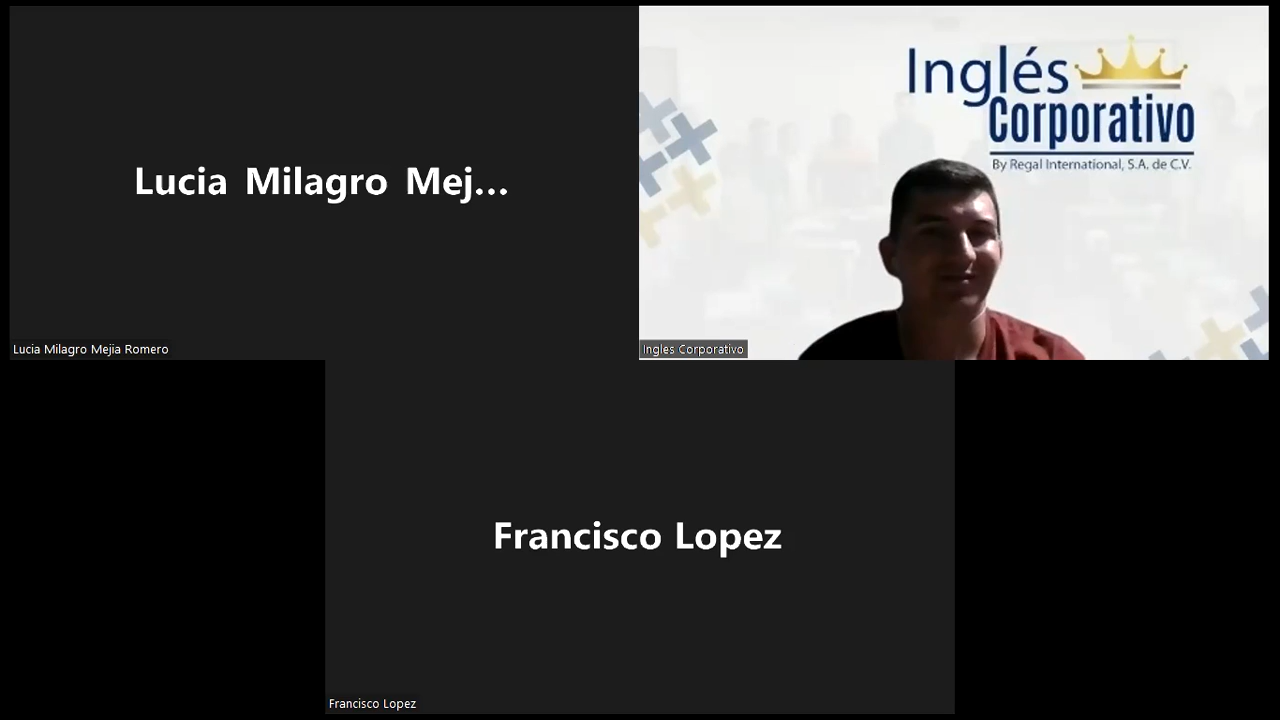 Lucia Milagro Mej...
Lucia Milagro Mejia Romero
Inglés
Corporativo
By Regal International, S.A. de C.V.
Ingles Corporativo
Francisco Lopez
Francisco Lopez